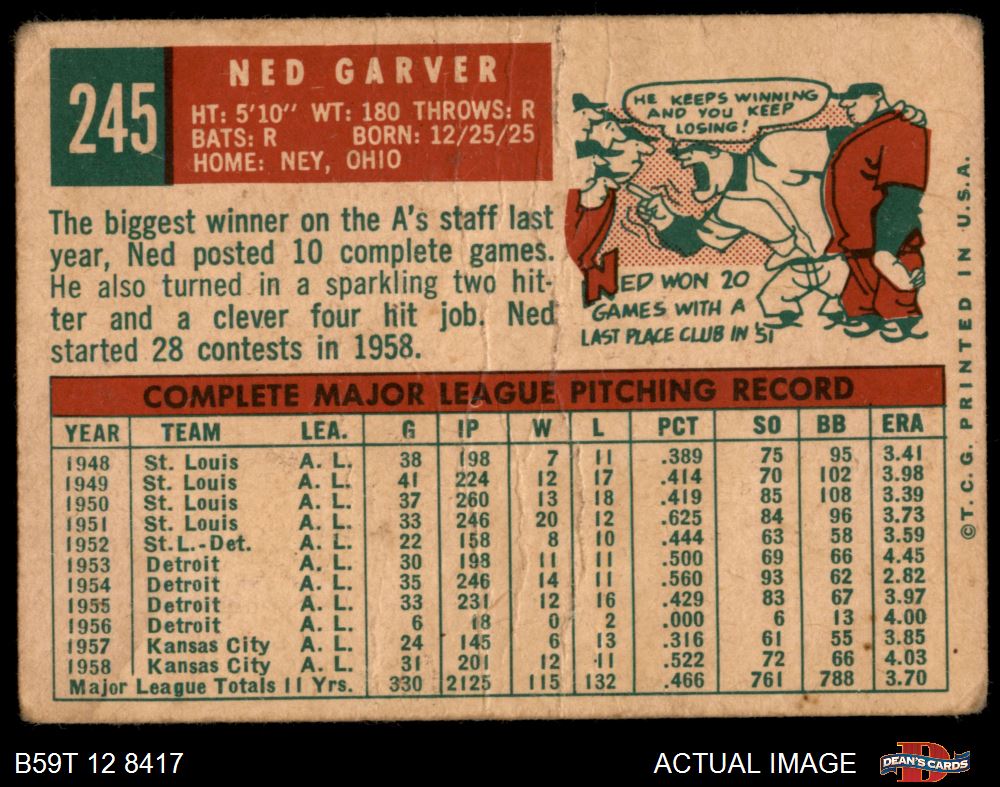 245
NED GARVER
HT: 5'10" WT: 180 THROWS: R
BATS: R BORN: 12/25/25
HOME: NEY, OHIO
The biggest winner on the A's staff last
year, Ned posted 10 complete games.
He also turned in a sparkling two hit-
ter and a clever four hit job. Ned
started 28 contests in 1958.
HE KEEPS WINNING
AND YOU KEEP
LOSING!
NED WON 20
GAMES WITH A
LAST PLACE CLUB IN '51
COMPLETE MAJOR LEAGUE PITCHING RECORD
YEAR TEAM LEA. G IP W L PCT SO BB ERA
1948 St. Louis A. L. 38 198 7 11 .389 75 95 3.41
1949 St. Louis A. L. 41 224 12 17 .414 70 102 3.98
1950 St. Louis A. L. 37 260 13 18 .419 85 108 3.39
1951 St. Louis A. L. 33 246 20 12 .625 84 96 3.73
1952 St.L.-Det. A. L. 22 158 8 10 .444 63 58 3.59
1953 Detroit A. L. 30 198 11 11 .500 69 66 4.45
1954 Detroit A. L. 35 246 14 11 .560 93 62 2.82
1955 Detroit A. L. 33 231 12 16 .429 83 67 3.97
1956 Detroit A. L. 6 18 0 2 .000 6 13 4.00
1957 Kansas City A. L. 24 145 6 13 .316 61 55 3.85
1958 Kansas City A. L. 31 201 12 11 .522 72 66 4.03
Major League Totals 11 Yrs. 330 2125 115 132 .466 761 788 3.70
©T.C.G. PRINTED IN U.S.A.
B59T 12 8417
ACTUAL IMAGE
DEAN'S CARDS